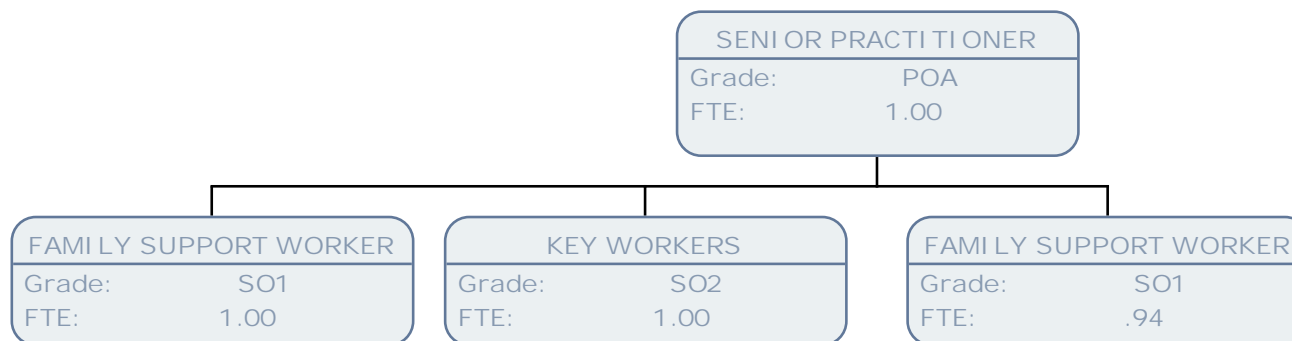 SENIOR PRACTITIONER
Grade: POA
FTE: 1.00
FAMILY SUPPORT WORKER
Grade: SO1
FTE: 1.00
KEY WORKERS
Grade: SO2
FTE: 1.00
FAMILY SUPPORT WORKER
Grade: SO1
FTE: .94